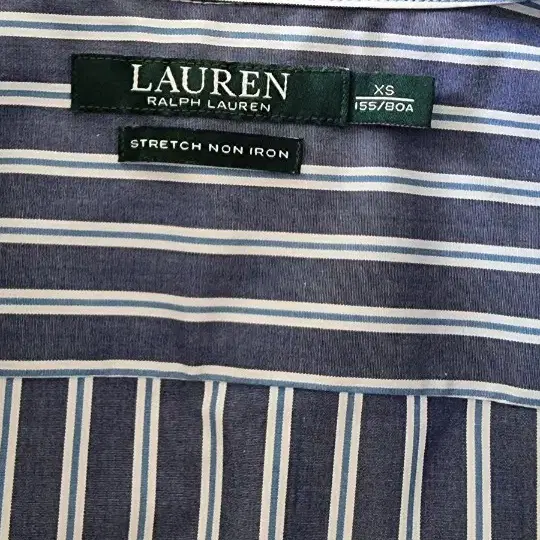 LAUREN
RALPH LAUREN
XS
155/80A
STRETCH NON IRON